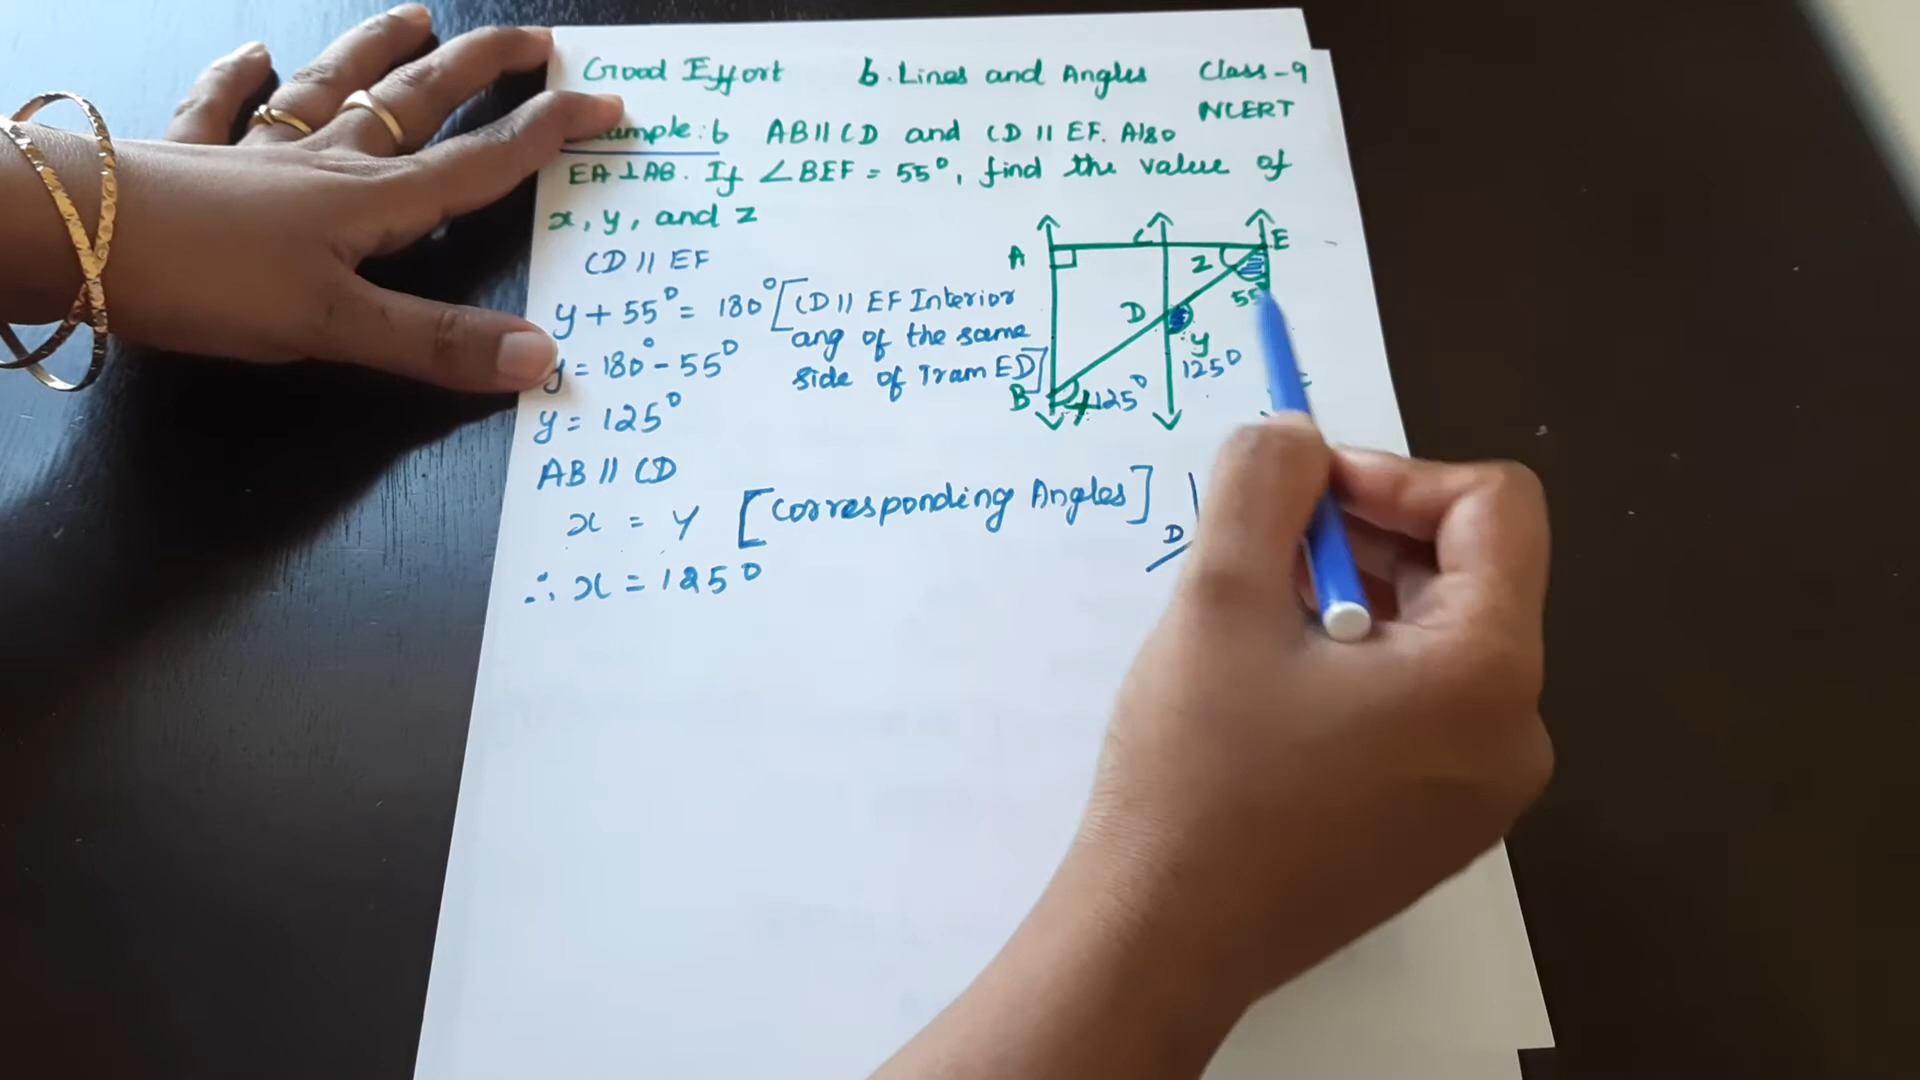 Good Effort 6. Lines and Angles Class-9
NCERT
ample: 6 AB || CD and CD || EF. Also
EA ⊥ AB. If ∠BEF = 55°, find the value of
x, y, and z
CD || EF
y + 55° = 180° [CD || EF Interior
ang of the same
side of Tram ED]
y = 180° - 55°
y = 125°
AB || CD
x = y [Corresponding Angles]
∴ x = 125°
A C E
z
55°
D
y
125°
B x 125°
D